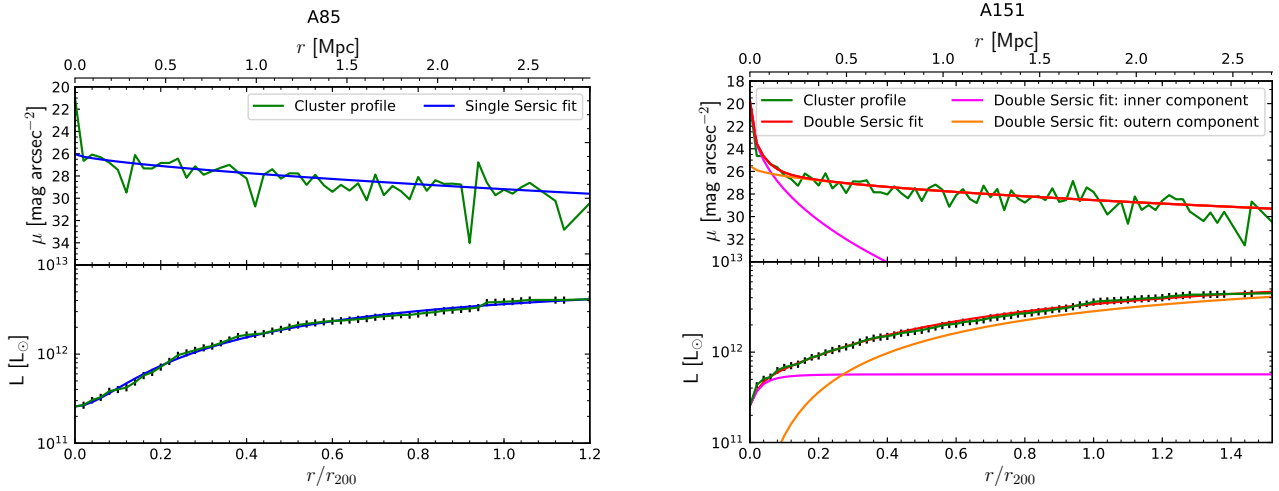 A85
r [Mpc]
0.0 0.5 1.0 1.5 2.0 2.5
20
22
24
26
28
30
32
34
μ [mag arcsec⁻²]
Cluster profile
Single Sersic fit
10¹³
10¹²
10¹¹
L [L⊙]
0.0 0.2 0.4 0.6 0.8 1.0 1.2
r/r₂₀₀
A151
r [Mpc]
0.0 0.5 1.0 1.5 2.0 2.5
18
20
22
24
26
28
30
32
μ [mag arcsec⁻²]
Cluster profile
Double Sersic fit
Double Sersic fit: inner component
Double Sersic fit: outern component
10¹³
10¹²
10¹¹
L [L⊙]
0.0 0.2 0.4 0.6 0.8 1.0 1.2 1.4
r/r₂₀₀